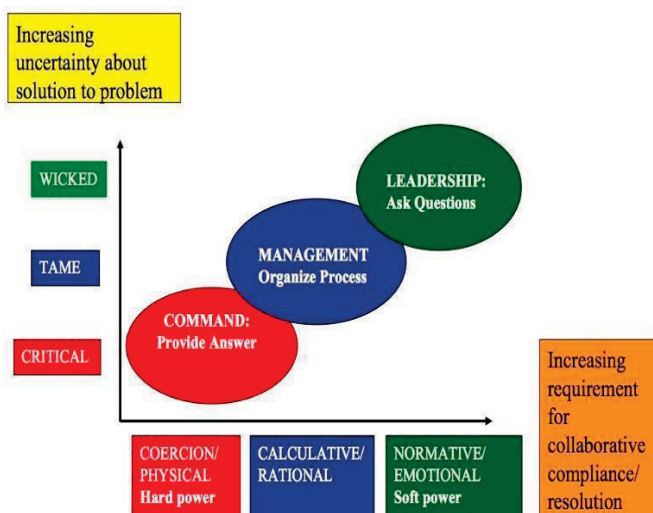 Increasing
uncertainty about
solution to problem
WICKED
LEADERSHIP:
Ask Questions
TAME
MANAGEMENT
Organize Process
COMMAND:
Provide Answer
CRITICAL
COERCION/
PHYSICAL
Hard power
CALCULATIVE/
RATIONAL
NORMATIVE/
EMOTIONAL
Soft power
Increasing
requirement
for
collaborative
compliance/
resolution